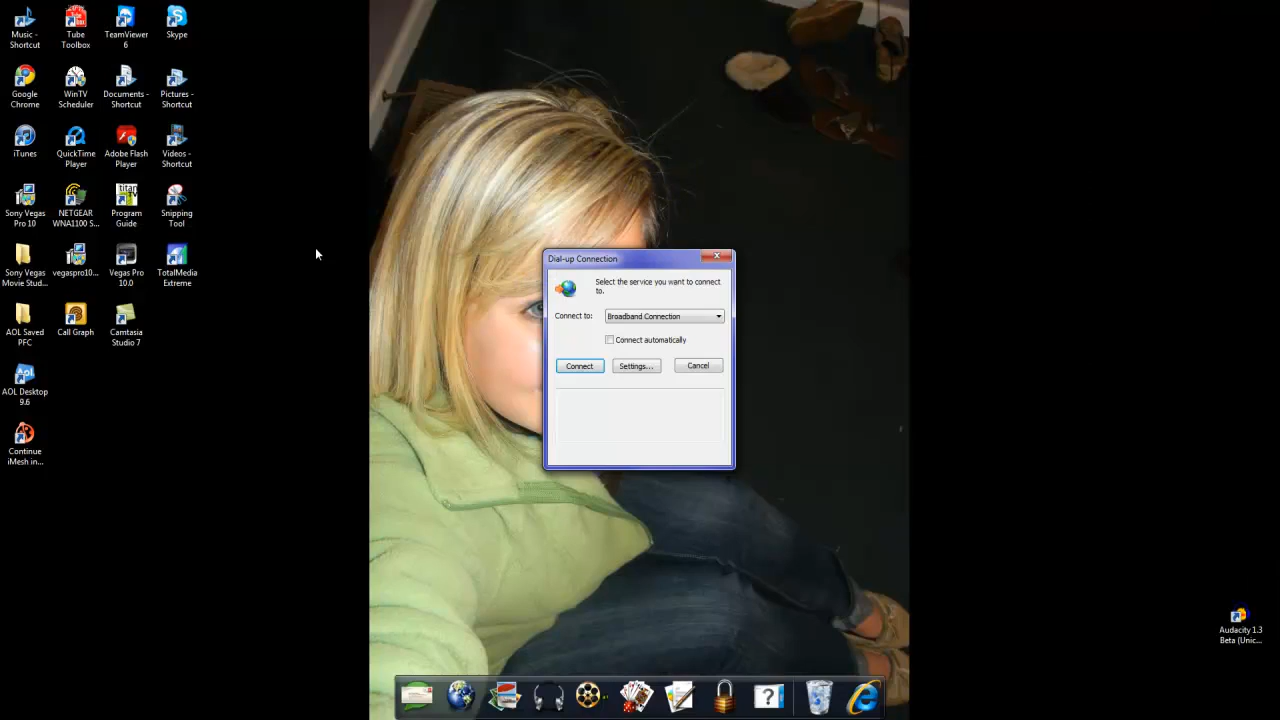 Music -
Shortcut
Tube
Toolbox
TeamViewer
6
Skype
Google
Chrome
WinTV
Scheduler
Documents -
Shortcut
Pictures -
Shortcut
iTunes
QuickTime
Player
Adobe Flash
Player
Videos -
Shortcut
Sony Vegas
Pro 10
NETGEAR
WNA1100 S...
titan
TV
Program
Guide
Snipping
Tool
Sony Vegas
Movie Stud...
vegaspro10...
Vegas Pro
10.0
TotalMedia
Extreme
AOL Saved
PFC
Call Graph
Camtasia
Studio 7
Aol
AOL Desktop
9.6
Continue
iMesh in...
Dial-up Connection
Select the service you want to connect
to.
Connect to:
Broadband Connection
Connect automatically
Connect
Settings...
Cancel
Audacity 1.3
Beta (Unic...
?